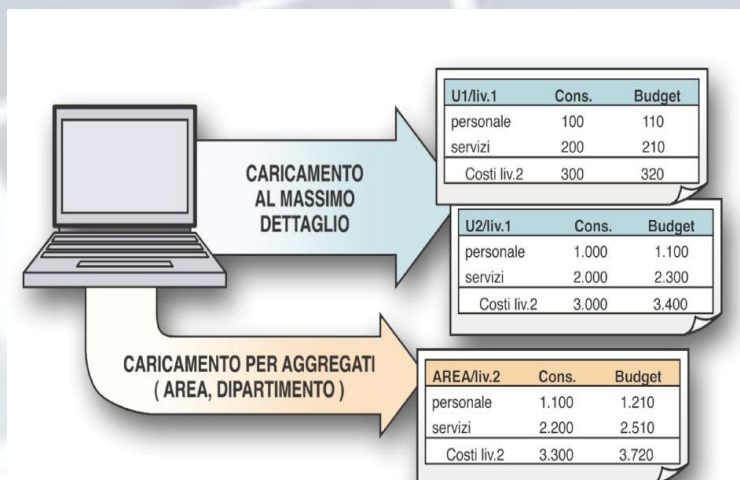 CARICAMENTO
AL MASSIMO
DETTAGLIO
U1/liv.1 Cons. Budget
personale 100 110
servizi 200 210
Costi liv.2 300 320
U2/liv.1 Cons. Budget
personale 1.000 1.100
servizi 2.000 2.300
Costi liv.2 3.000 3.400
CARICAMENTO PER AGGREGATI
( AREA, DIPARTIMENTO )
AREA/liv.2 Cons. Budget
personale 1.100 1.210
servizi 2.200 2.510
Costi liv.2 3.300 3.720